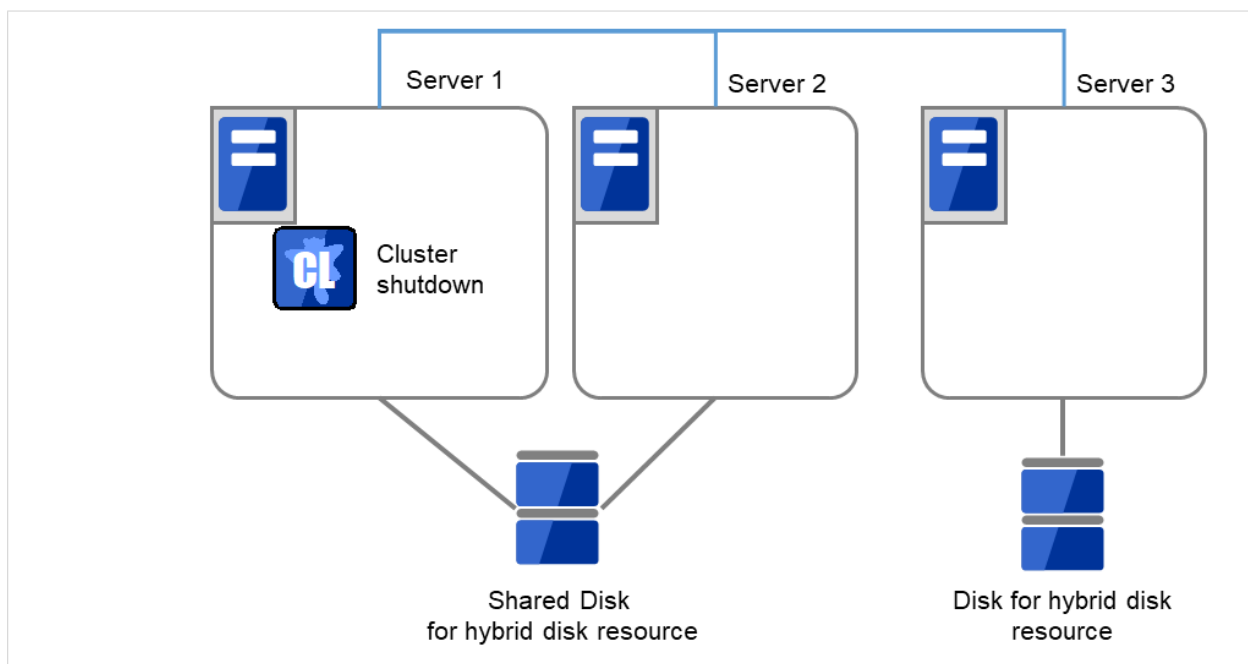 Server 1
Server 2
Server 3
CL
Cluster
shutdown
Shared Disk
for hybrid disk resource
Disk for hybrid disk
resource